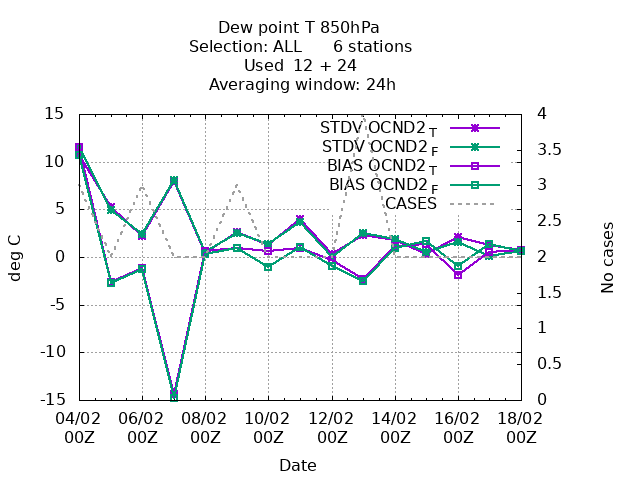 Dew point T 850hPa
Selection: ALL 6 stations
Used 12 + 24
Averaging window: 24h
15 4
STDV OCND2 T
STDV OCND2 F
BIAS OCND2 T
BIAS OCND2 F
CASES
10
5
0
-5
-10
-15
3.5
3
2.5
2
1.5
1
0.5
0
deg C
No cases
04/02 06/02 08/02 10/02 12/02 14/02 16/02 18/02
00Z 00Z 00Z 00Z 00Z 00Z 00Z 00Z
Date